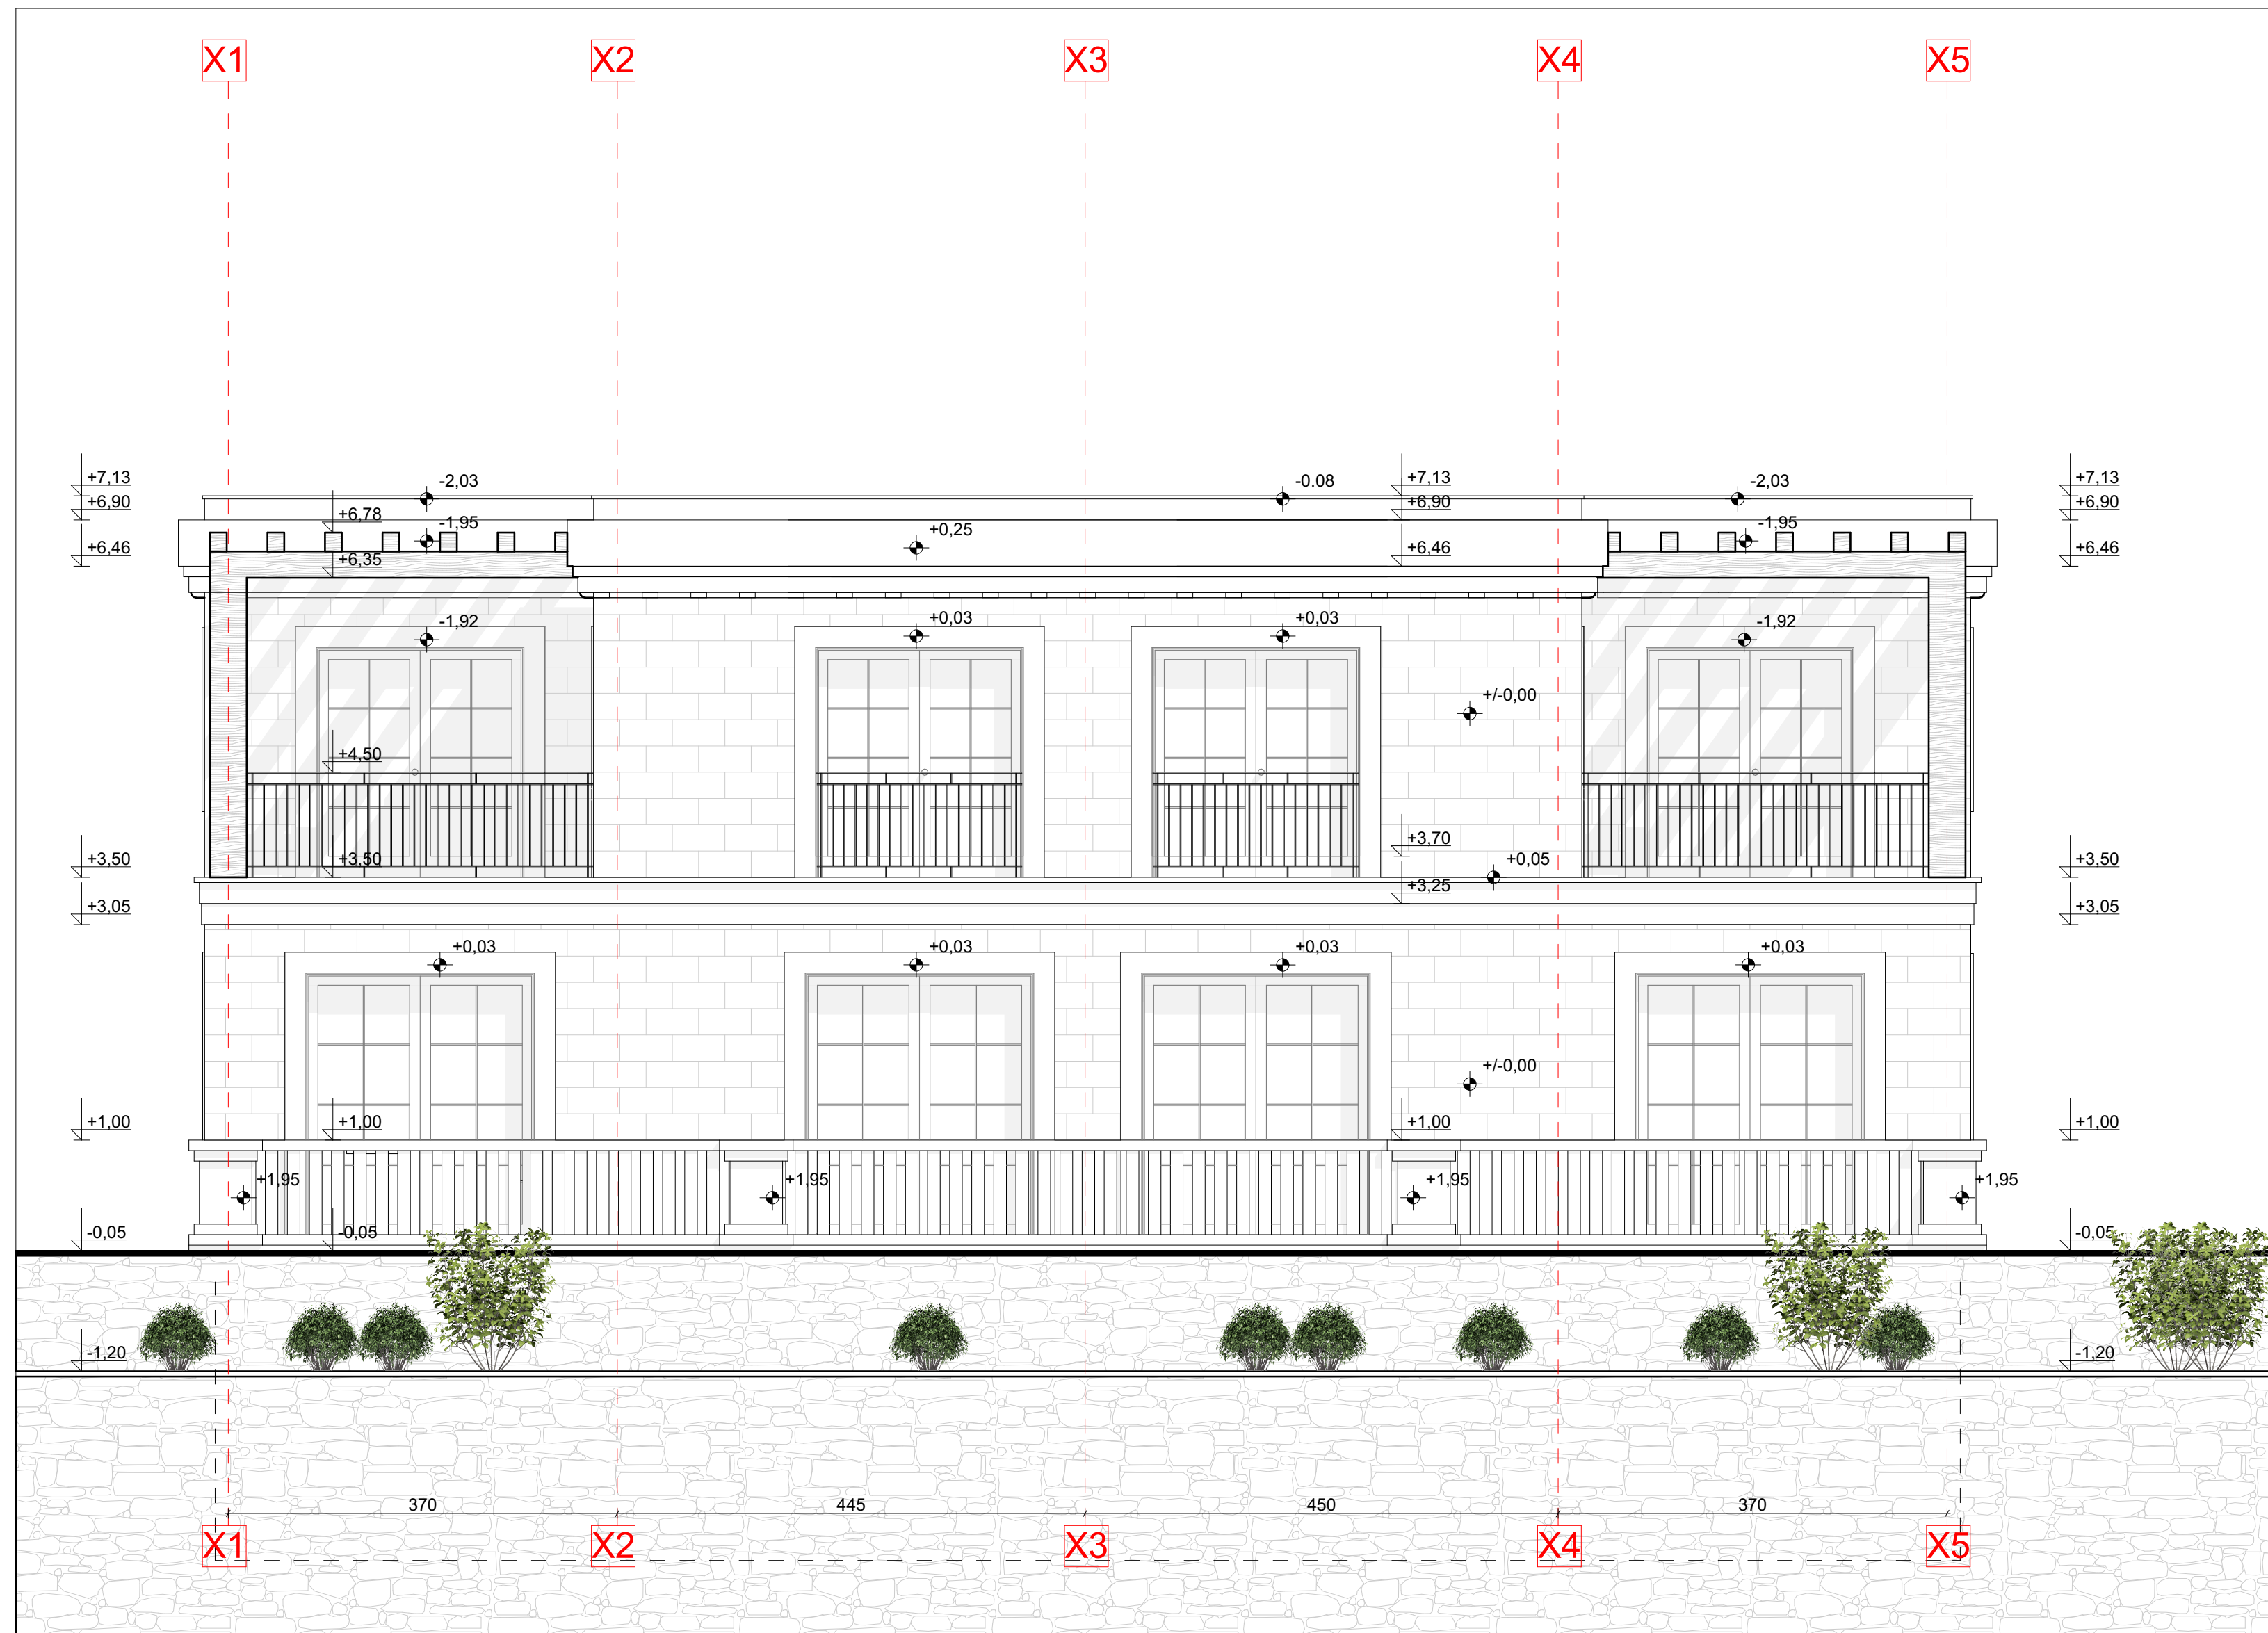 X1 X2 X3 X4 X5
+7,13 -2,03 -0.08 +7,13 -2,03 +7,13
+6,90 +6,90 +6,90
+6,78 -1,95 +0,25 -1,95
+6,46 +6,46 +6,46
+6,35
-1,92 +0,03 +0,03 -1,92
+/-0,00
+4,50
+3,70
+3,50 +3,50 +0,05 +3,50
+3,25
+3,05 +3,05
+0,03 +0,03 +0,03 +0,03
+/-0,00
+1,00 +1,00 +1,00 +1,00
+1,95 +1,95 +1,95 +1,95
-0,05 -0,05 -0,05
-1,20 -1,20
370 445 450 370
X1 X2 X3 X4 X5